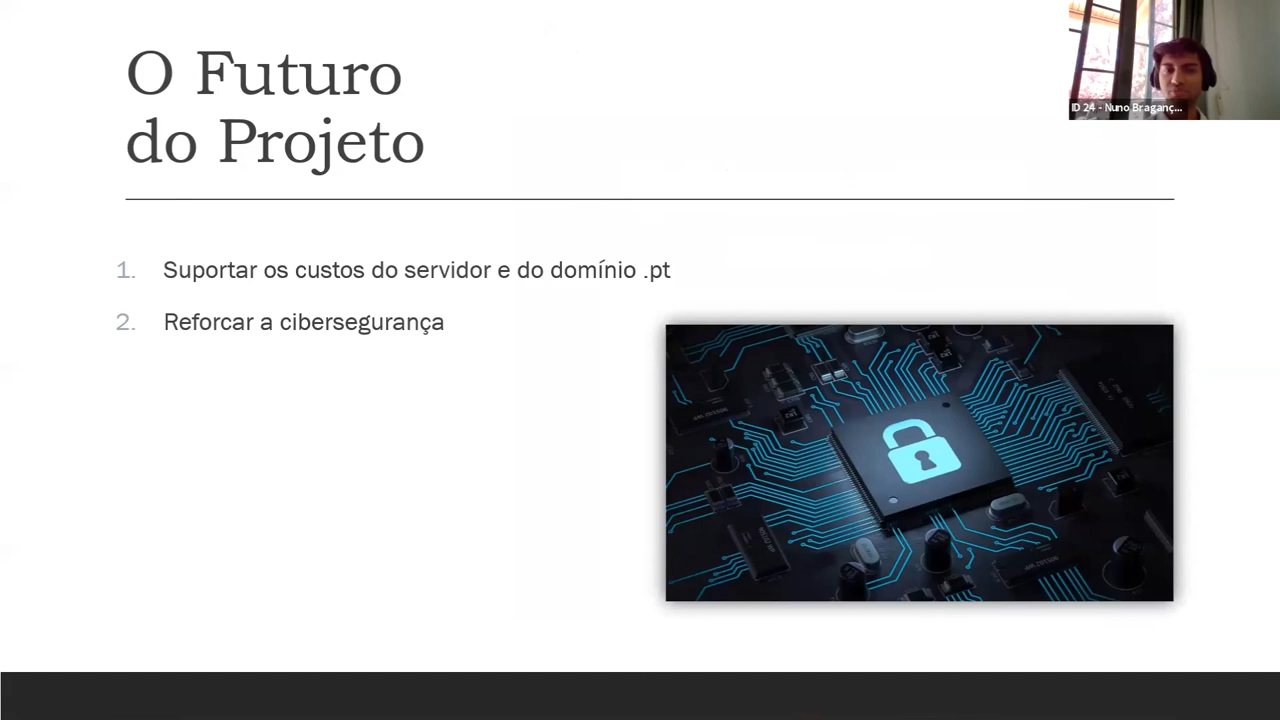 O Futuro
do Projeto
ID 24 - Nuno Braganç...
1. Suportar os custos do servidor e do domínio .pt
2. Reforcar a cibersegurança